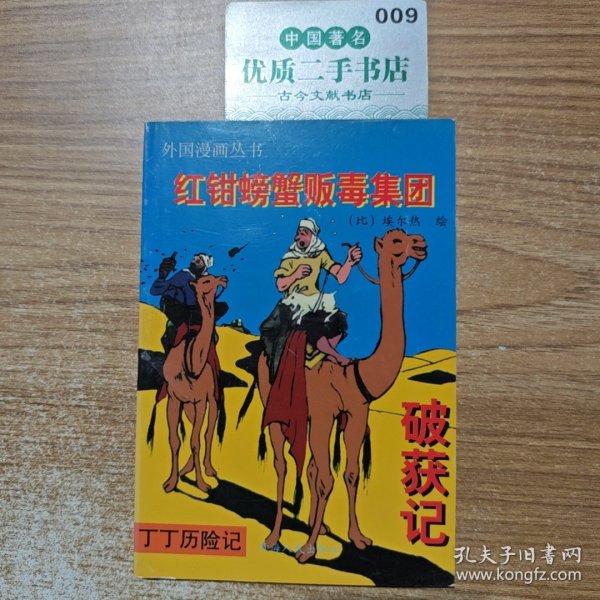 009
中国著名
优质二手书店
古今文献书店
外国漫画丛书
红钳螃蟹贩毒集团
(比)埃尔热 绘
破获记
丁丁历险记
孔夫子旧书网
www.kongfz.com